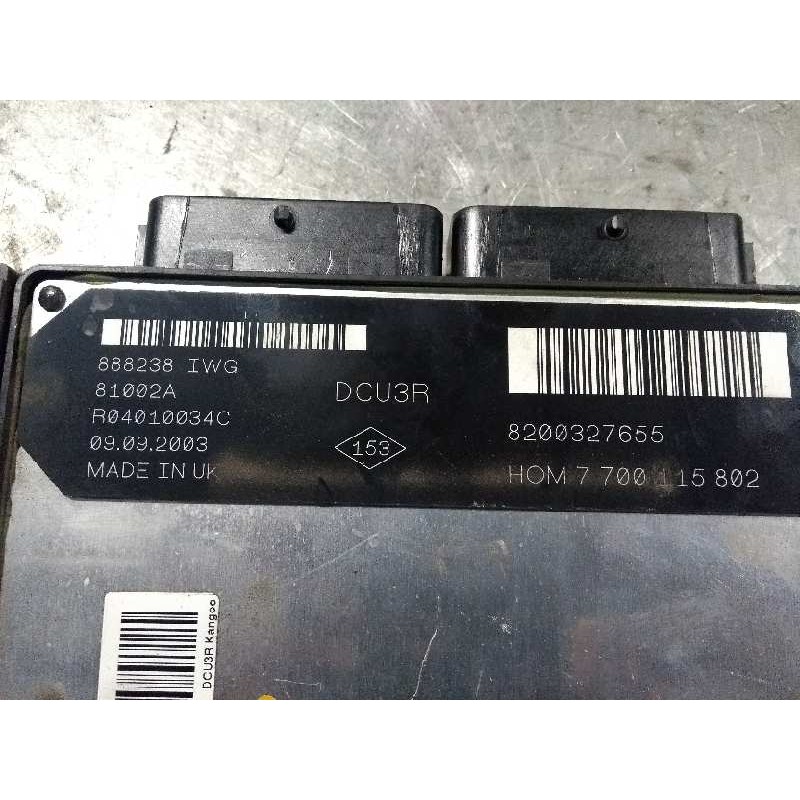 888238 IWG
81002A
R04010034C
09.09.2003
MADE IN UK
DCU3R
153
8200327655
HOM 7 700 115 802
DCU3R Kangoo